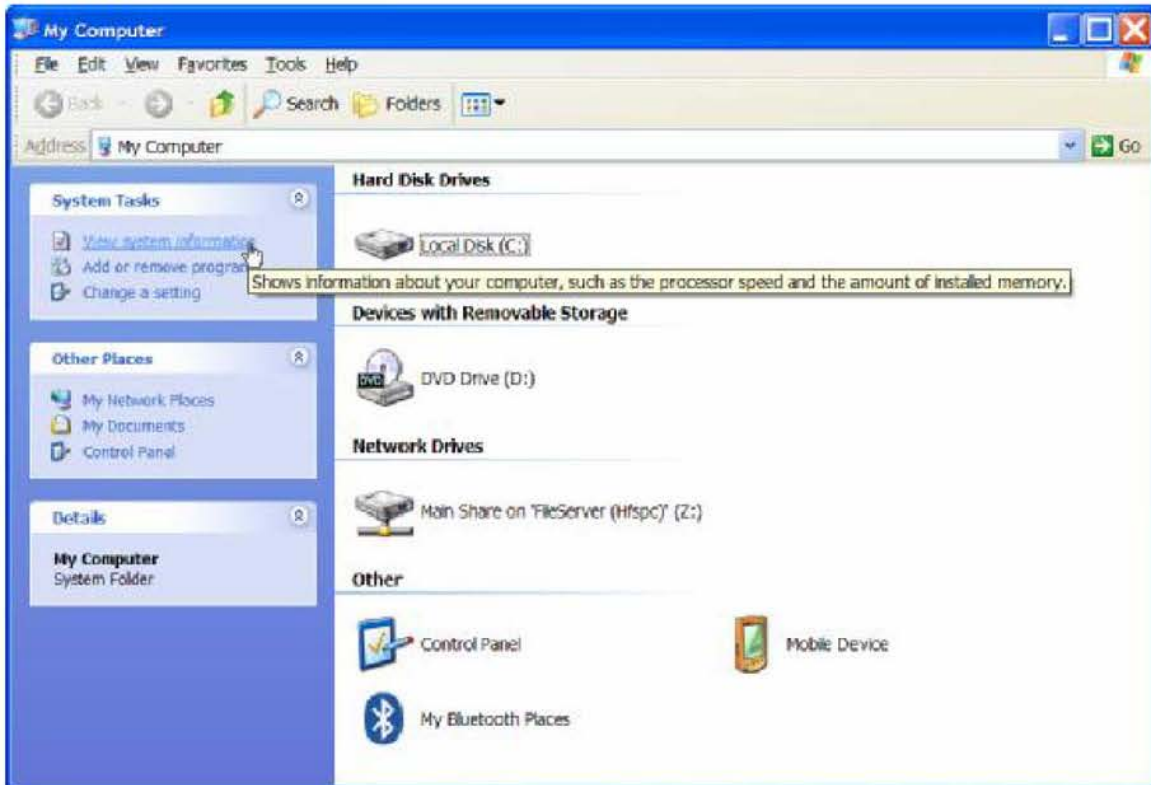 My Computer
File Edit View Favorites Tools Help
Back Search Folders
Address My Computer Go
System Tasks
View system information
Add or remove program
Change a setting
Other Places
My Network Places
My Documents
Control Panel
Details
My Computer
System Folder
Hard Disk Drives
Local Disk (C:)
Shows information about your computer, such as the processor speed and the amount of installed memory.
Devices with Removable Storage
DVD
DVD Drive (D:)
Network Drives
Main Share on 'FileServer (Hfspc)' (Z:)
Other
Control Panel
Mobile Device
My Bluetooth Places